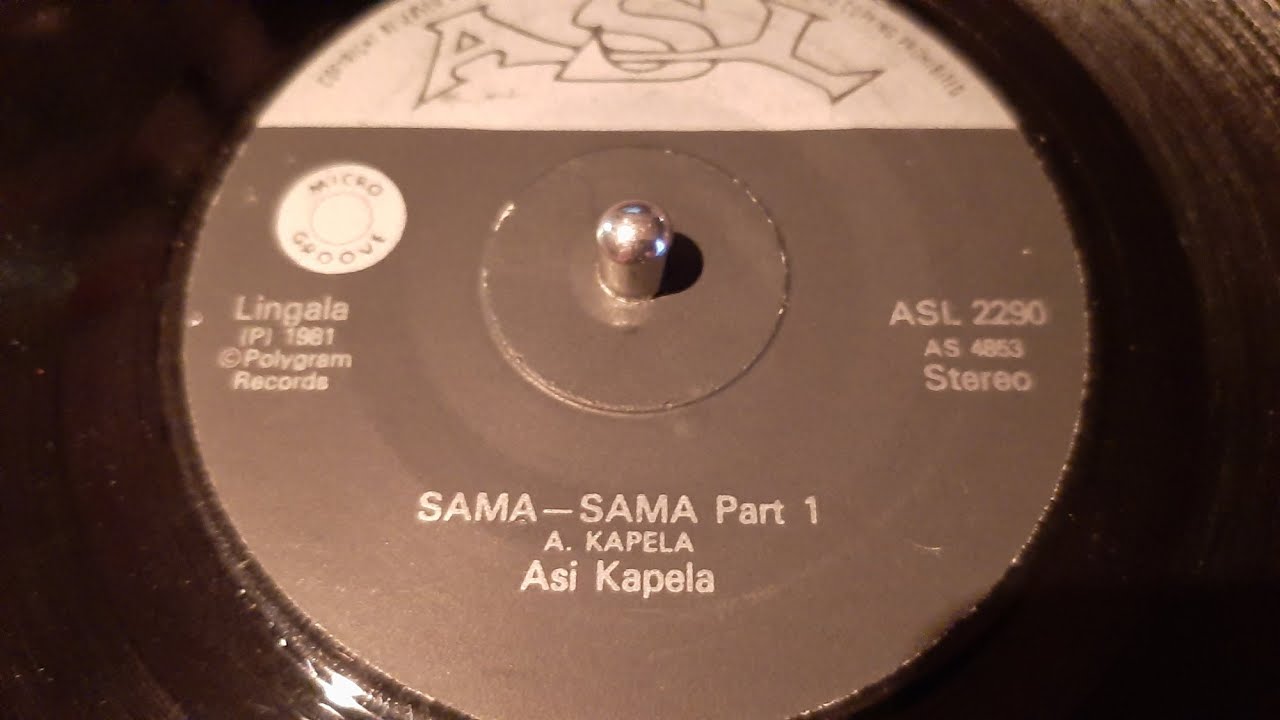 ASL
MICRO
GROOVE
Lingala
(P) 1981
©Polygram
Records
ASL 2290
AS 4853
Stereo
SAMA—SAMA Part 1
A. KAPELA
Asi Kapela